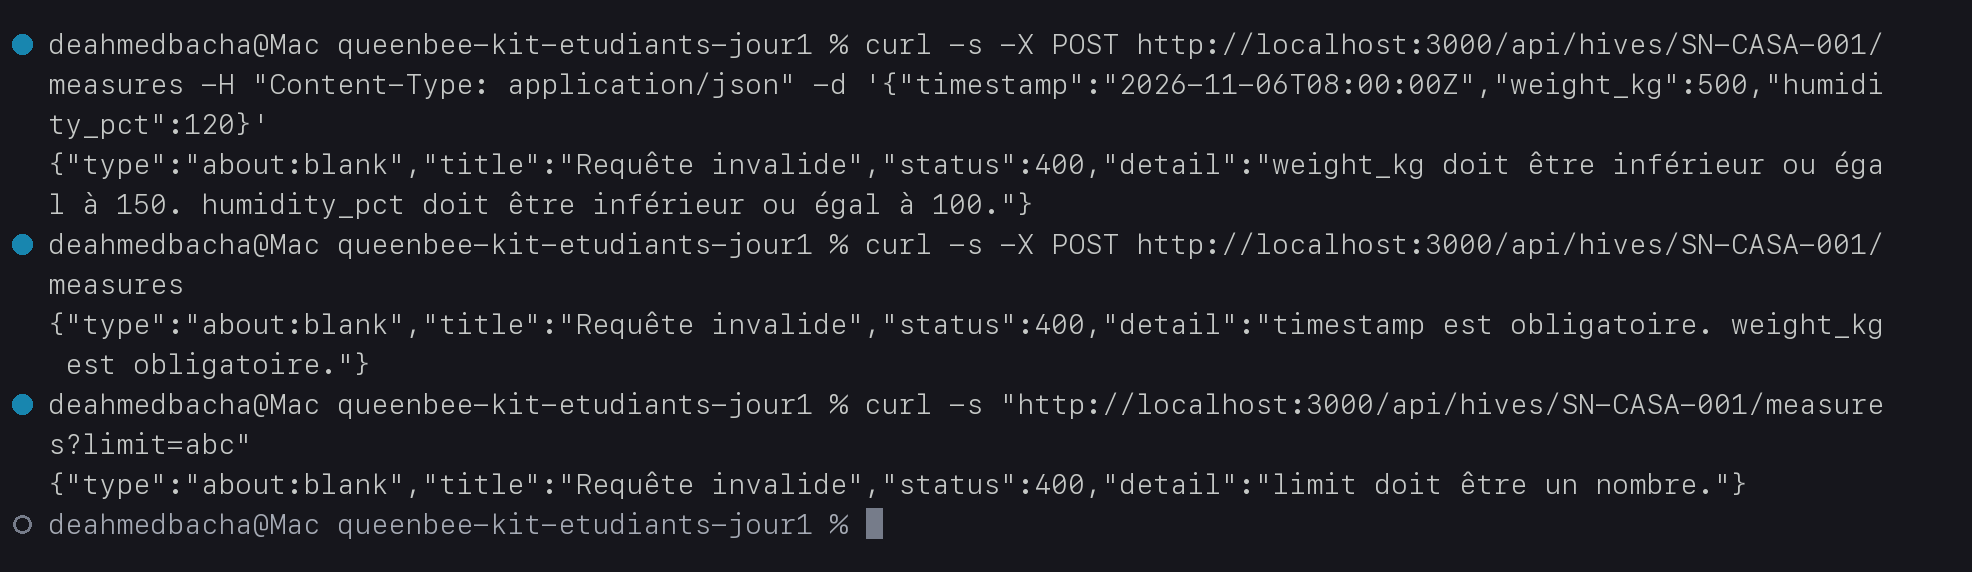 deahmedbacha@Mac queenbee-kit-etudiants-jour1 % curl -s -X POST http://localhost:3000/api/hives/SN-CASA-001/
measures -H "Content-Type: application/json" -d '{"timestamp":"2026-11-06T08:00:00Z","weight_kg":500,"humidi
ty_pct":120}'
{"type":"about:blank","title":"Requête invalide","status":400,"detail":"weight_kg doit être inférieur ou éga
l à 150. humidity_pct doit être inférieur ou égal à 100."}
deahmedbacha@Mac queenbee-kit-etudiants-jour1 % curl -s -X POST http://localhost:3000/api/hives/SN-CASA-001/
measures
{"type":"about:blank","title":"Requête invalide","status":400,"detail":"timestamp est obligatoire. weight_kg
 est obligatoire."}
deahmedbacha@Mac queenbee-kit-etudiants-jour1 % curl -s "http://localhost:3000/api/hives/SN-CASA-001/measure
s?limit=abc"
{"type":"about:blank","title":"Requête invalide","status":400,"detail":"limit doit être un nombre."}
deahmedbacha@Mac queenbee-kit-etudiants-jour1 %